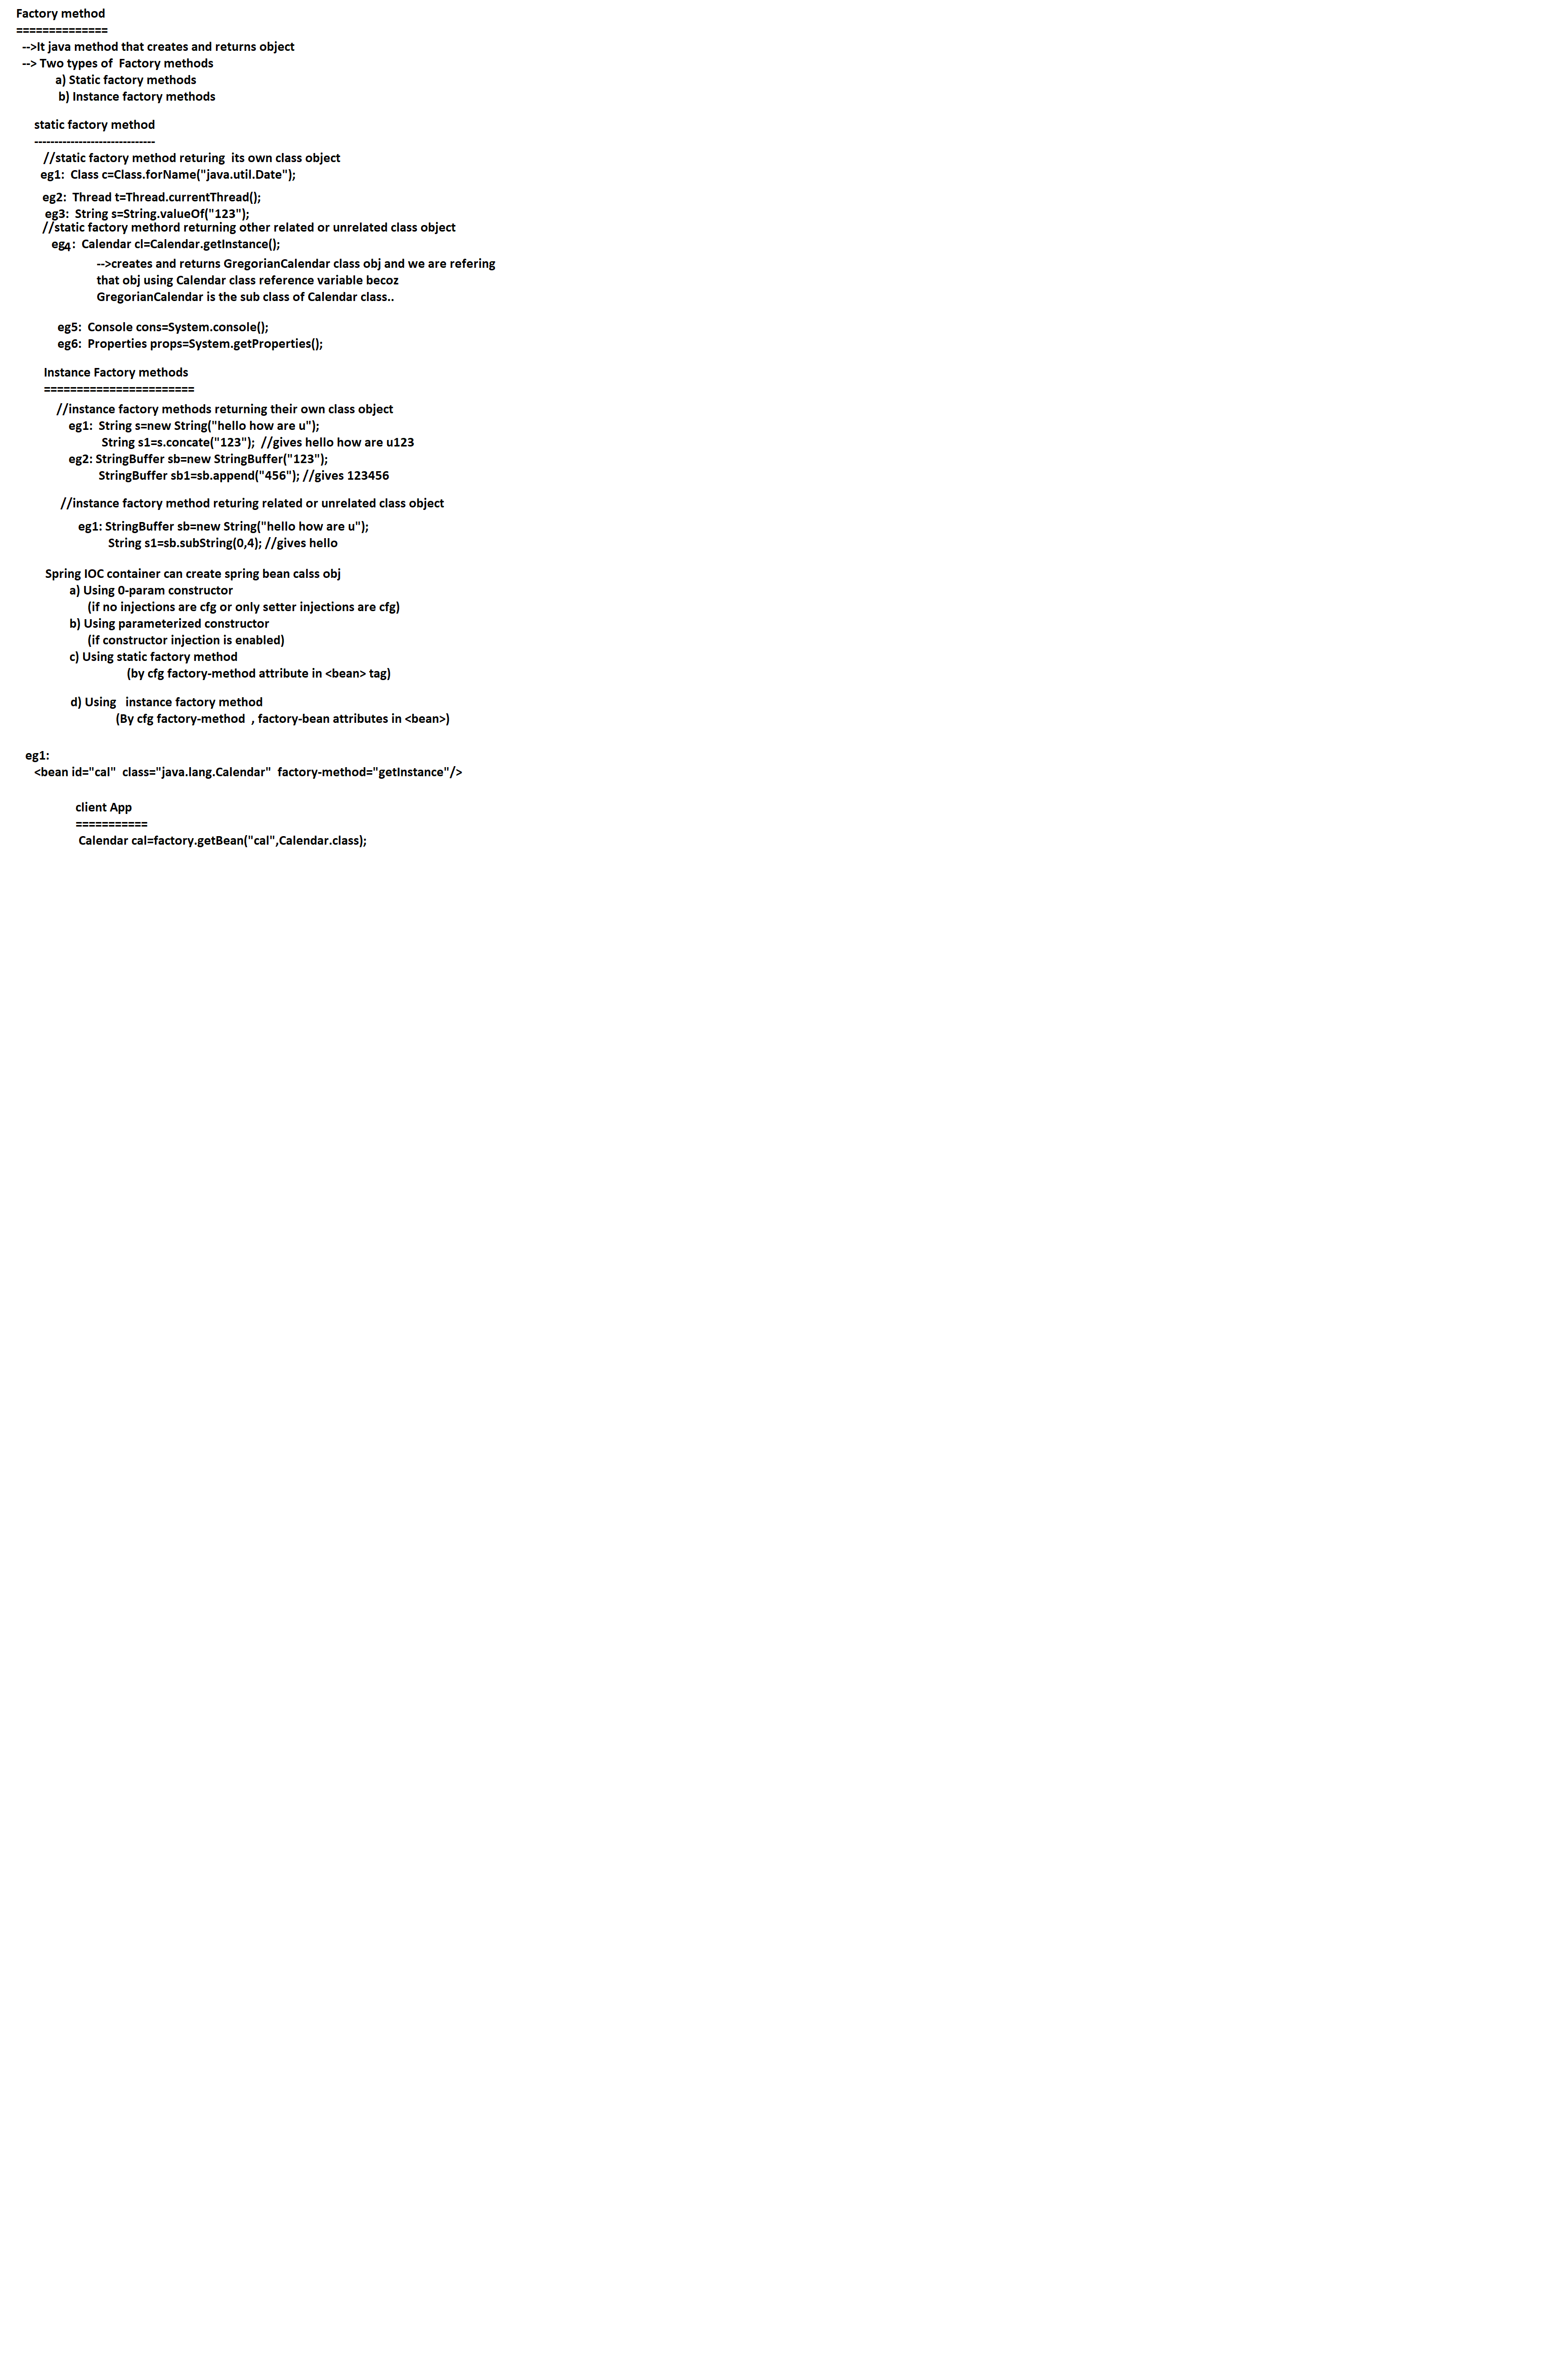 Factory method
==============
-->It java method that creates and returns object
--> Two types of Factory methods
a) Static factory methods
b) Instance factory methods
static factory method
------------------------------
//static factory method returing its own class object
eg1: Class c=Class.forName("java.util.Date");
eg2: Thread t=Thread.currentThread();
eg3: String s=String.valueOf("123");
//static factory methord returning other related or unrelated class object
eg4: Calendar cl=Calendar.getInstance();
-->creates and returns GregorianCalendar class obj and we are refering
that obj using Calendar class reference variable becoz
GregorianCalendar is the sub class of Calendar class..
eg5: Console cons=System.console();
eg6: Properties props=System.getProperties();
Instance Factory methods
=======================
//instance factory methods returning their own class object
eg1: String s=new String("hello how are u");
String s1=s.concate("123"); //gives hello how are u123
eg2: StringBuffer sb=new StringBuffer("123");
StringBuffer sb1=sb.append("456"); //gives 123456
//instance factory method returing related or unrelated class object
eg1: StringBuffer sb=new String("hello how are u");
String s1=sb.subString(0,4); //gives hello
Spring IOC container can create spring bean calss obj
a) Using 0-param constructor
(if no injections are cfg or only setter injections are cfg)
b) Using parameterized constructor
(if constructor injection is enabled)
c) Using static factory method
(by cfg factory-method attribute in <bean> tag)
d) Using instance factory method
(By cfg factory-method , factory-bean attributes in <bean>)
eg1:
<bean id="cal" class="java.lang.Calendar" factory-method="getInstance"/>
client App
===========
Calendar cal=factory.getBean("cal",Calendar.class);